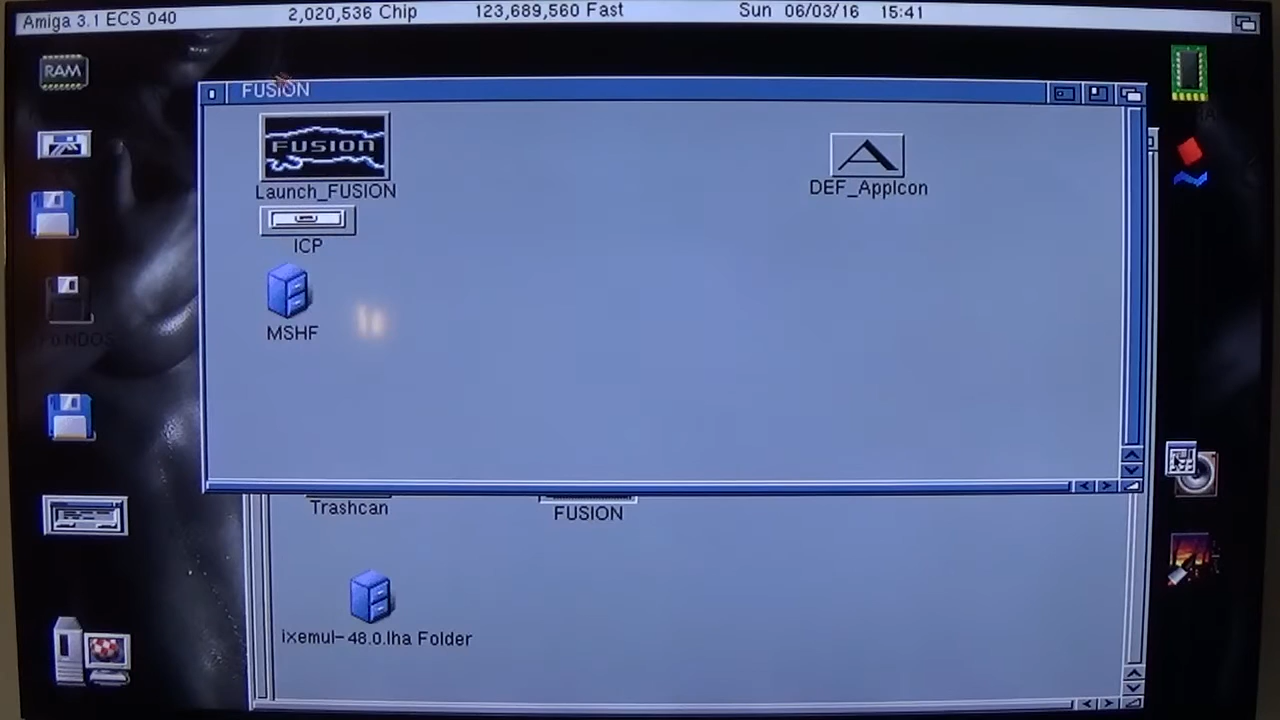 Amiga 3.1 ECS 040 2,020,536 Chip 123,689,560 Fast Sun 06/03/16 15:41
RAM
FUSION
FUSION
Launch_FUSION
DEF_AppIcon
ICP
MSHF
NDOS
Trashcan
FUSION
ixemul-48.0.lha Folder